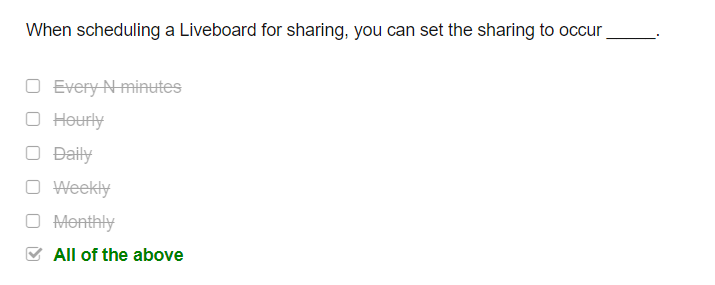 When scheduling a Liveboard for sharing, you can set the sharing to occur _____.
Every N minutes
Hourly
Daily
Weekly
Monthly
All of the above